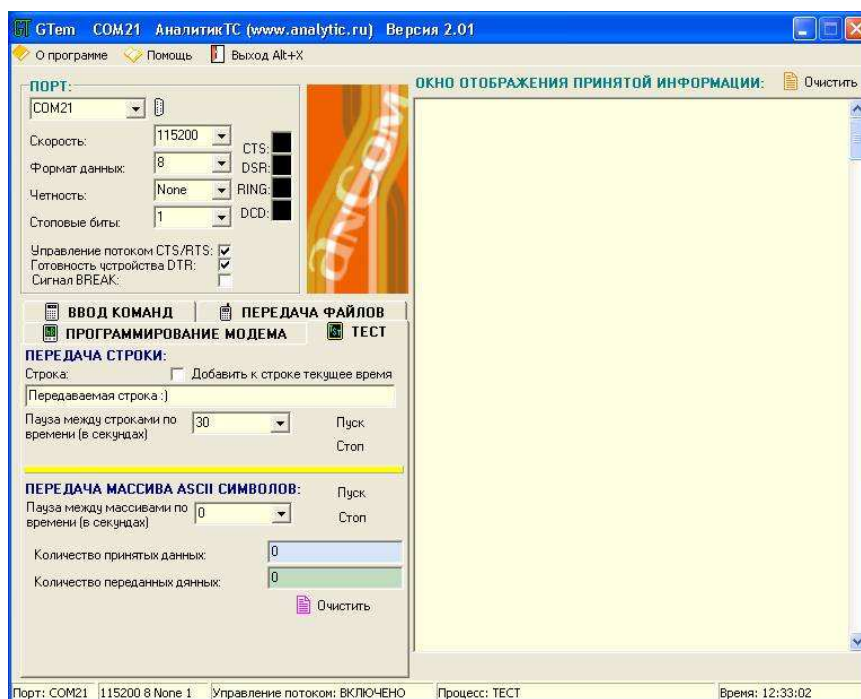 GTem COM21 АналитикТС (www.analytic.ru) Версия 2.01
О программе Помощь Выход Alt+X
ПОРТ:
COM21
Скорость: 115200
Формат данных: 8
Четность: None
Стоповые биты: 1
CTS:
DSR:
RING:
DCD:
Управление потоком CTS/RTS:
Готовность устройства DTR:
Сигнал BREAK:
anCom
ОКНО ОТОБРАЖЕНИЯ ПРИНЯТОЙ ИНФОРМАЦИИ: Очистить
ВВОД КОМАНД ПЕРЕДАЧА ФАЙЛОВ
ПРОГРАММИРОВАНИЕ МОДЕМА ТЕСТ
ПЕРЕДАЧА СТРОКИ:
Строка: Добавить к строке текущее время
Передаваемая строка :)
Пауза между строками по времени (в секундах) 30 Пуск
Стоп
ПЕРЕДАЧА МАССИВА ASCII СИМВОЛОВ: Пуск
Пауза между массивами по времени (в секундах) 0 Стоп
Количество принятых данных: 0
Количество переданных дянных: 0
Очистить
Порт: COM21 115200 8 None 1 Управление потоком: ВКЛЮЧЕНО Процесс: ТЕСТ Время: 12:33:02